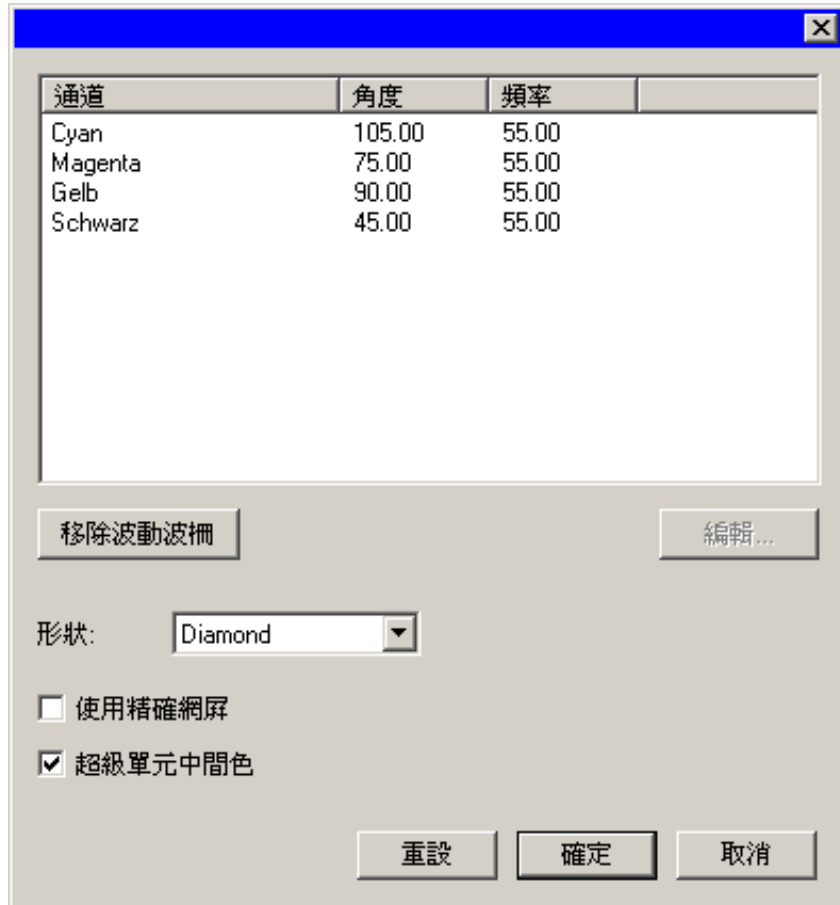 通道 角度 頻率
Cyan 105.00 55.00
Magenta 75.00 55.00
Gelb 90.00 55.00
Schwarz 45.00 55.00
移除波動波柵 編輯...
形狀: Diamond
使用精確網屏
超級單元中間色
重設 確定 取消